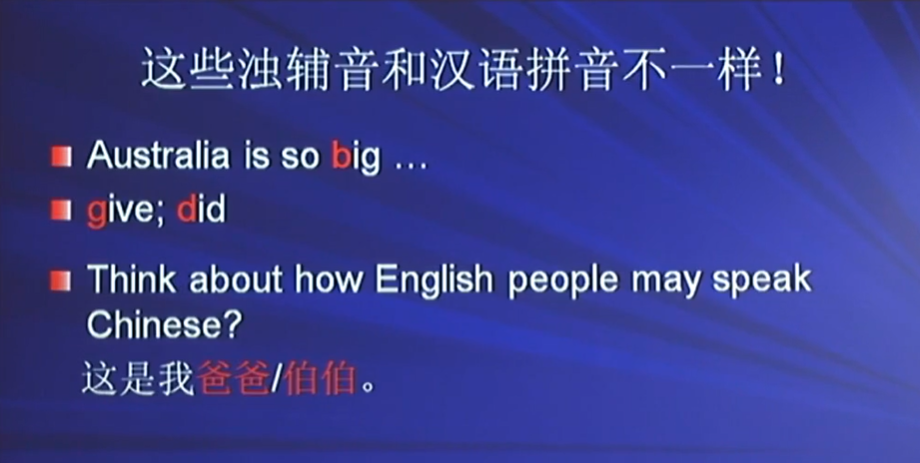 这些浊辅音和汉语拼音不一样！
Australia is so big …
give; did
Think about how English people may speak
Chinese?
这是我爸爸/伯伯。